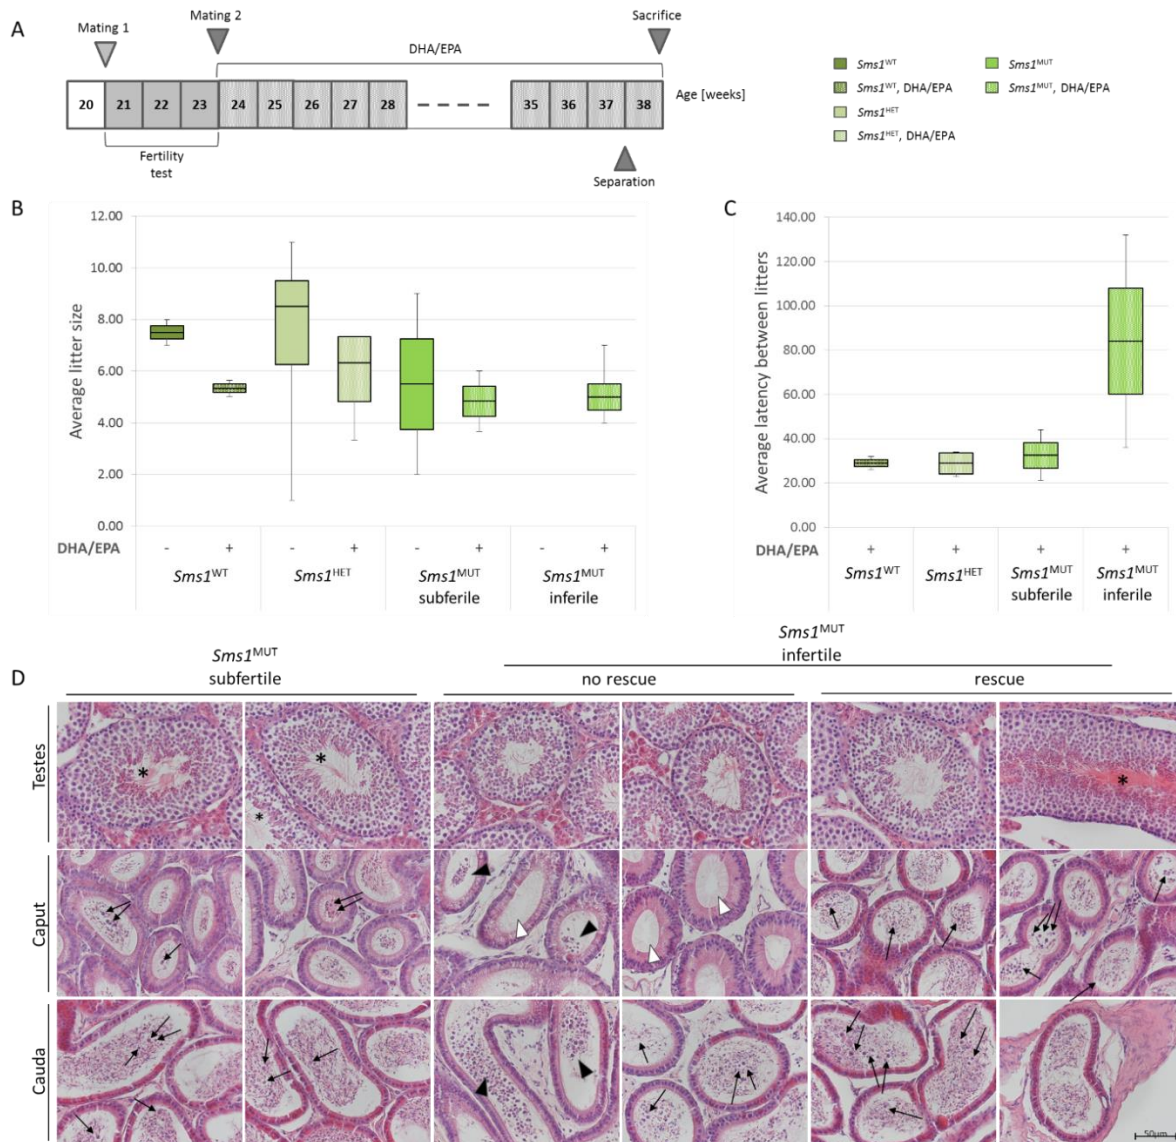 A
Mating 1
Mating 2
Sacrifice
DHA/EPA
20 21 22 23 24 25 26 27 28 35 36 37 38
Age [weeks]
Fertility
test
Separation
Sms1WT
Sms1WT, DHA/EPA
Sms1HET
Sms1HET, DHA/EPA
Sms1MUT
Sms1MUT, DHA/EPA
B
Average litter size
12.00
10.00
8.00
6.00
4.00
2.00
0.00
DHA/EPA - + - + - + - +
Sms1WT Sms1HET Sms1MUT Sms1MUT
subferile inferile
C
Average latency between litters
140.00
120.00
100.00
80.00
60.00
40.00
20.00
0.00
DHA/EPA + + + +
Sms1WT Sms1HET Sms1MUT Sms1MUT
subferile inferile
D
Sms1MUT
subfertile
Sms1MUT
infertile
no rescue rescue
Testes
* * * *
Caput
Cauda
50µm